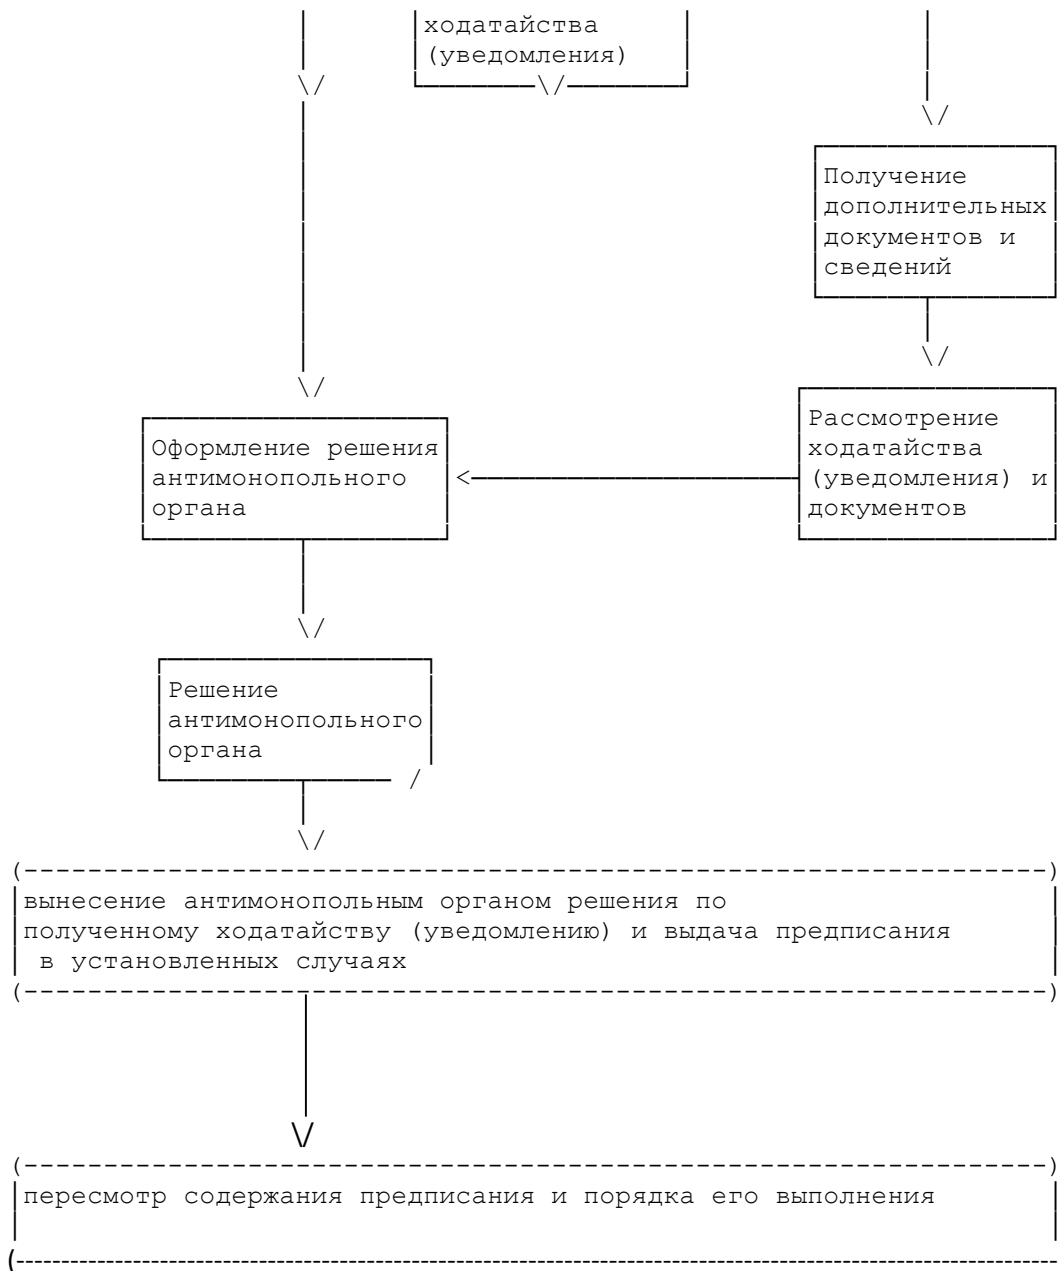 ходатайства
(уведомления)
Получение
дополнительных
документов и
сведений
Рассмотрение
ходатайства
(уведомления) и
документов
Оформление решения
антимонопольного
органа
Решение
антимонопольного
органа
вынесение антимонопольным органом решения по
полученному ходатайству (уведомлению) и выдача предписания
в установленных случаях
пересмотр содержания предписания и порядка его выполнения